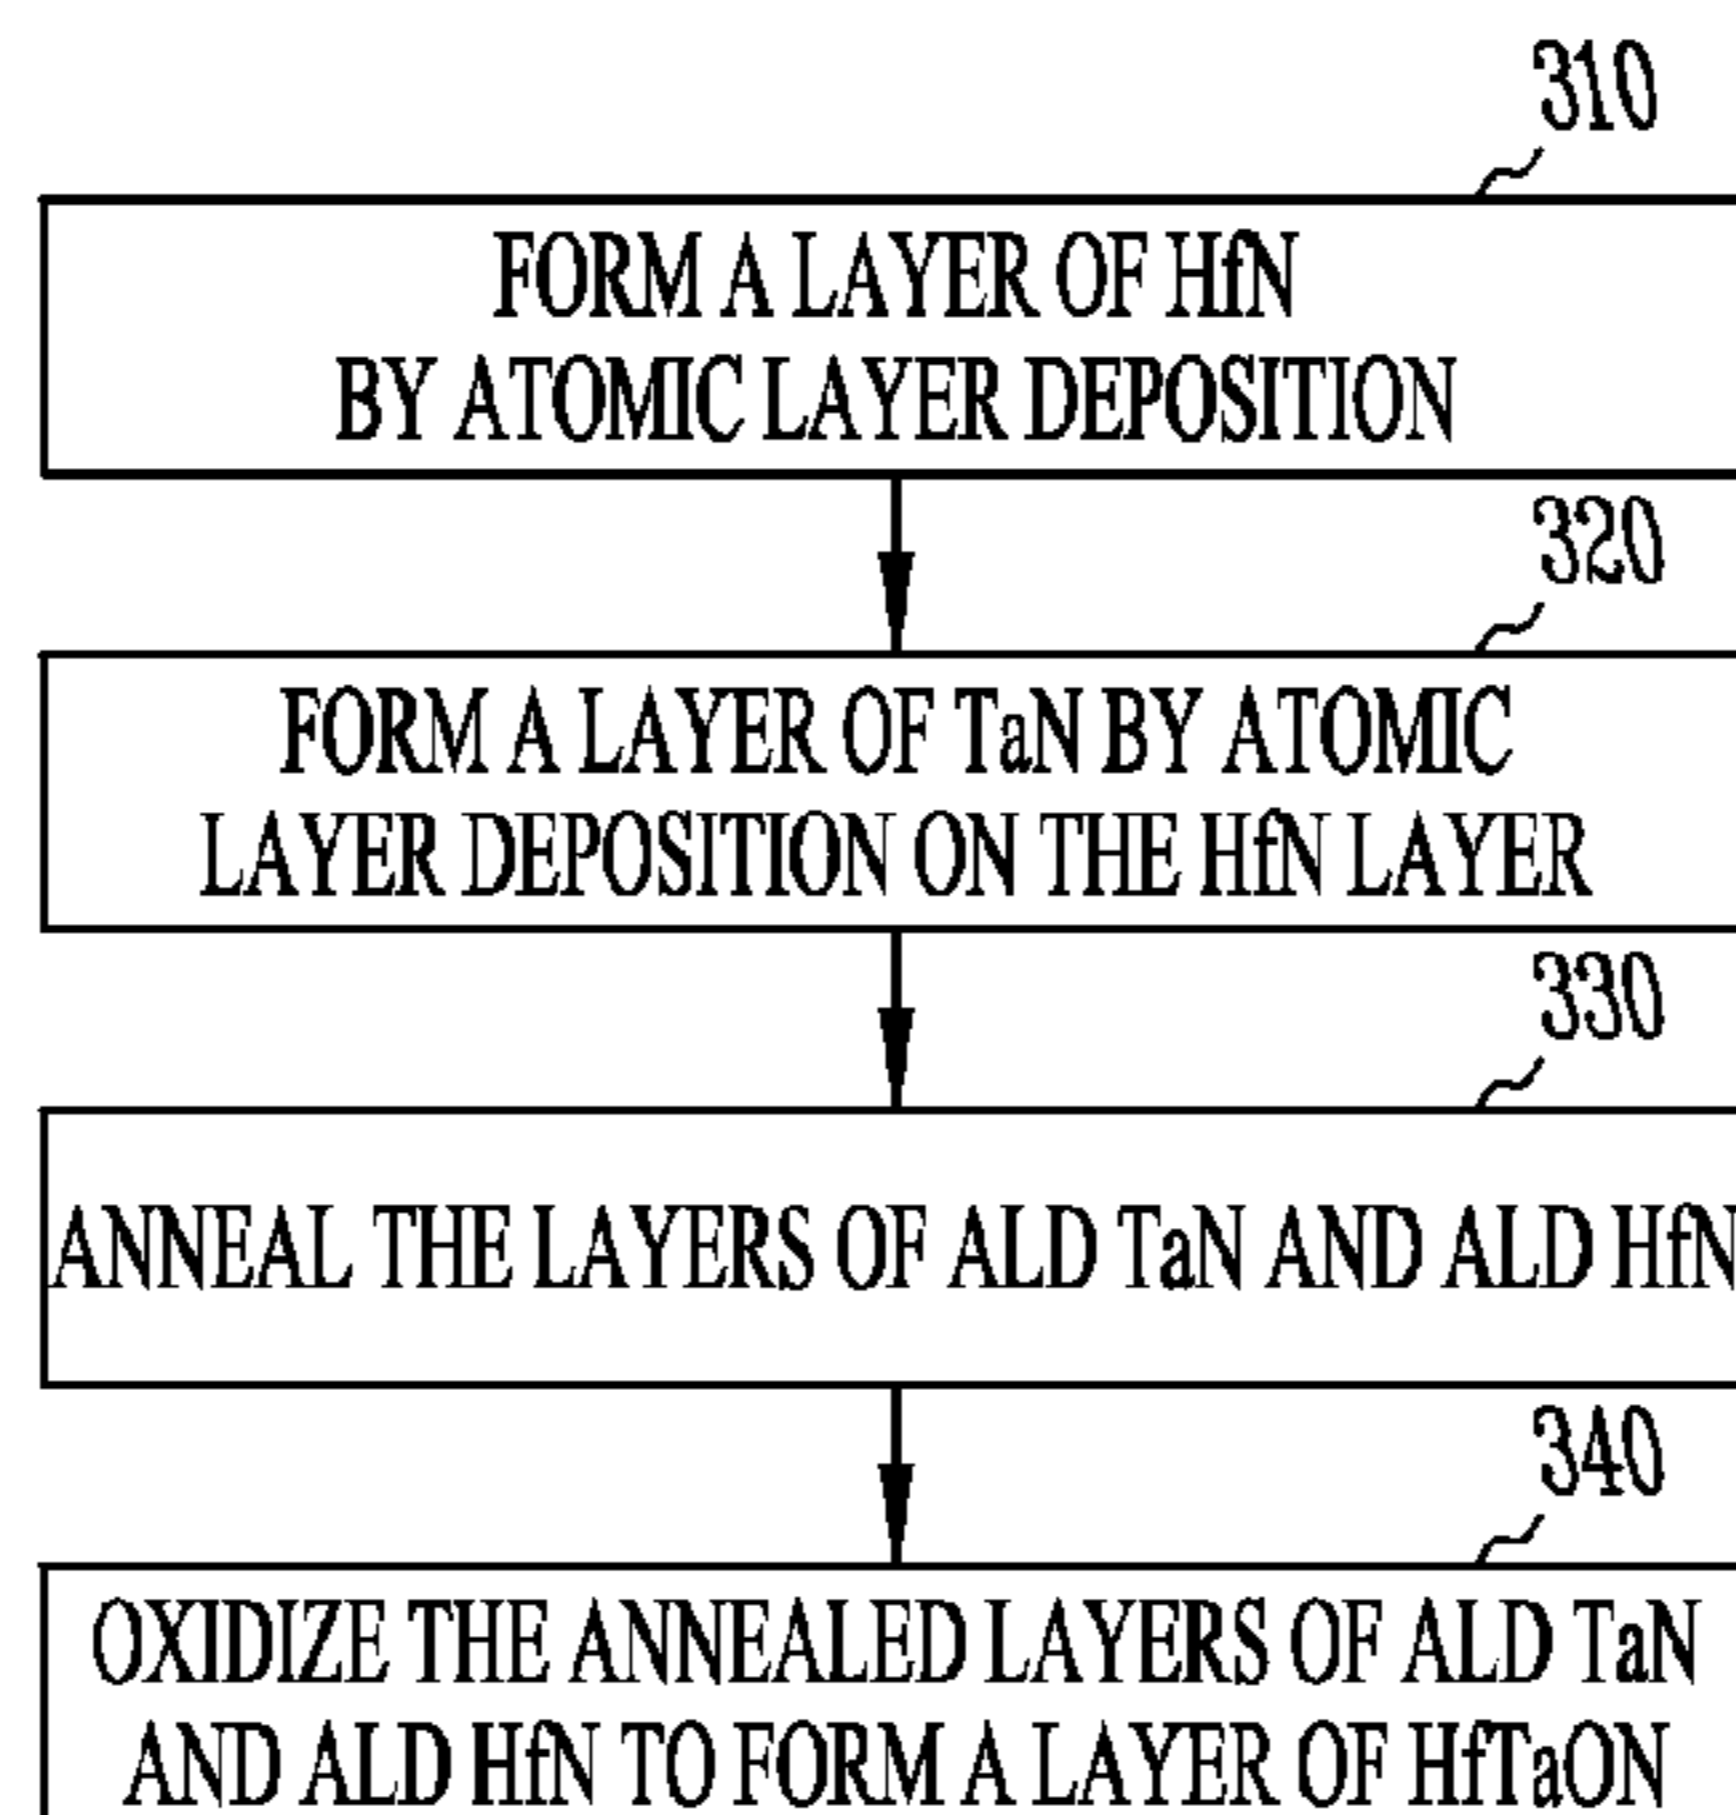 310
FORM A LAYER OF HfN
BY ATOMIC LAYER DEPOSITION
320
FORM A LAYER OF TaN BY ATOMIC
LAYER DEPOSITION ON THE HfN LAYER
330
ANNEAL THE LAYERS OF ALD TaN AND ALD HfN
340
OXIDIZE THE ANNEALED LAYERS OF ALD TaN
AND ALD HfN TO FORM A LAYER OF HfTaON